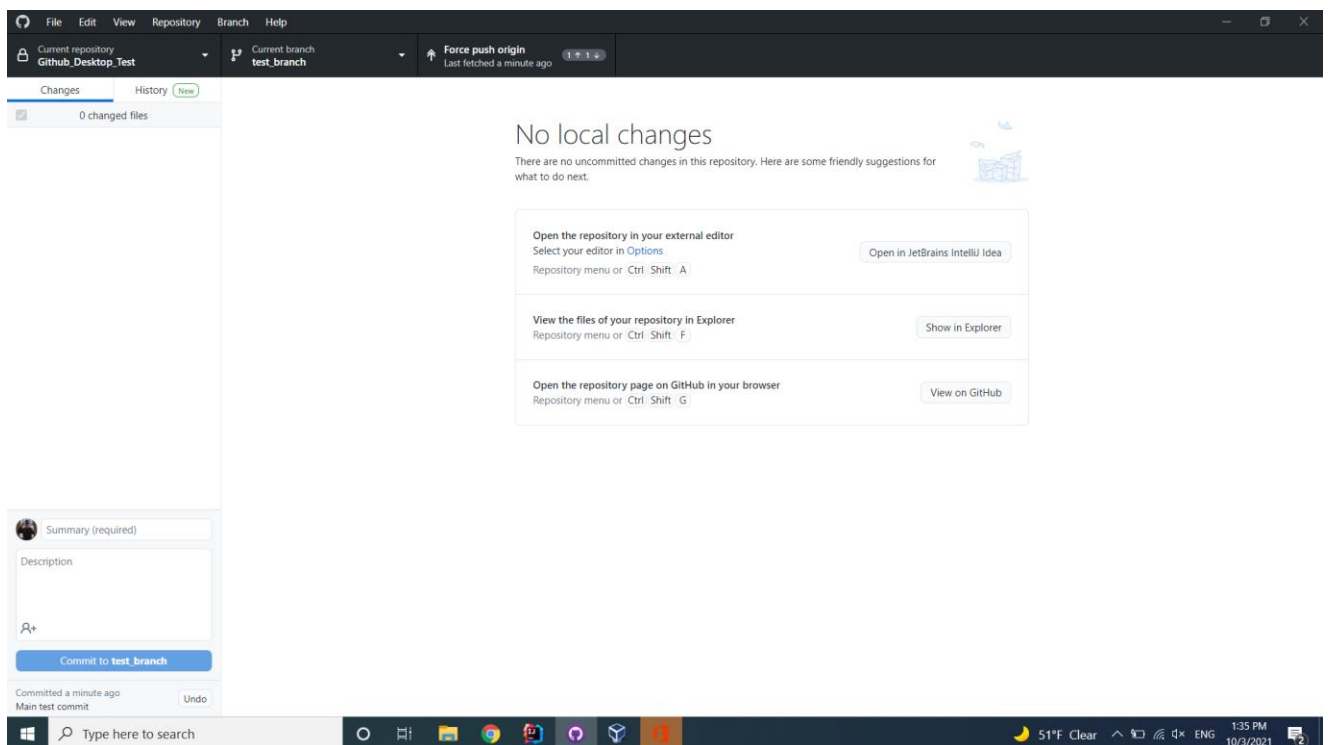 File Edit View Repository Branch Help
Current repository
Github_Desktop_Test
Current branch
test_branch
Force push origin
Last fetched a minute ago
1↑ 1↓
Changes
History New
0 changed files
No local changes
There are no uncommitted changes in this repository. Here are some friendly suggestions for
what to do next.
Open the repository in your external editor
Select your editor in Options
Repository menu or Ctrl Shift A
Open in JetBrains IntelliJ Idea
View the files of your repository in Explorer
Repository menu or Ctrl Shift F
Show in Explorer
Open the repository page on GitHub in your browser
Repository menu or Ctrl Shift G
View on GitHub
Summary (required)
Description
Commit to test_branch
Committed a minute ago
Main test commit
Undo
Type here to search
51°F Clear
ENG
1:35 PM
10/3/2021
2